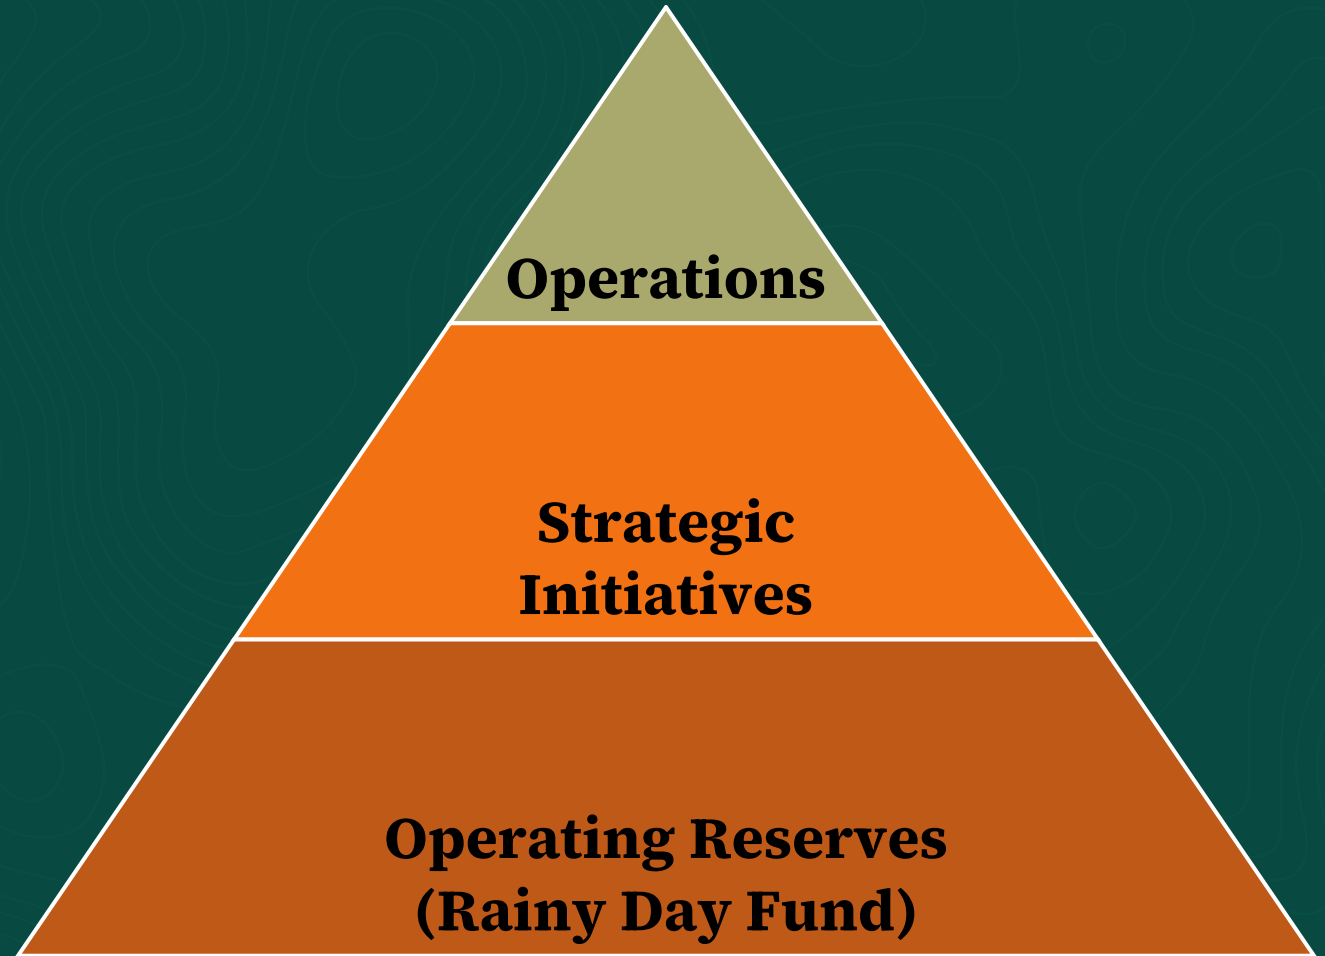 Operations
Strategic
Initiatives
Operating Reserves
(Rainy Day Fund)